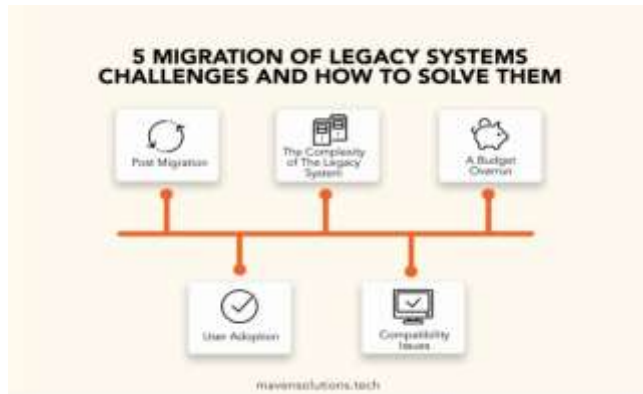 5 MIGRATION OF LEGACY SYSTEMS
CHALLENGES AND HOW TO SOLVE THEM
Post Migration
The Complexity
of The Legacy
System
A Budget
Overrun
User Adoption
Compatibility
Issues
mavensolutions.tech